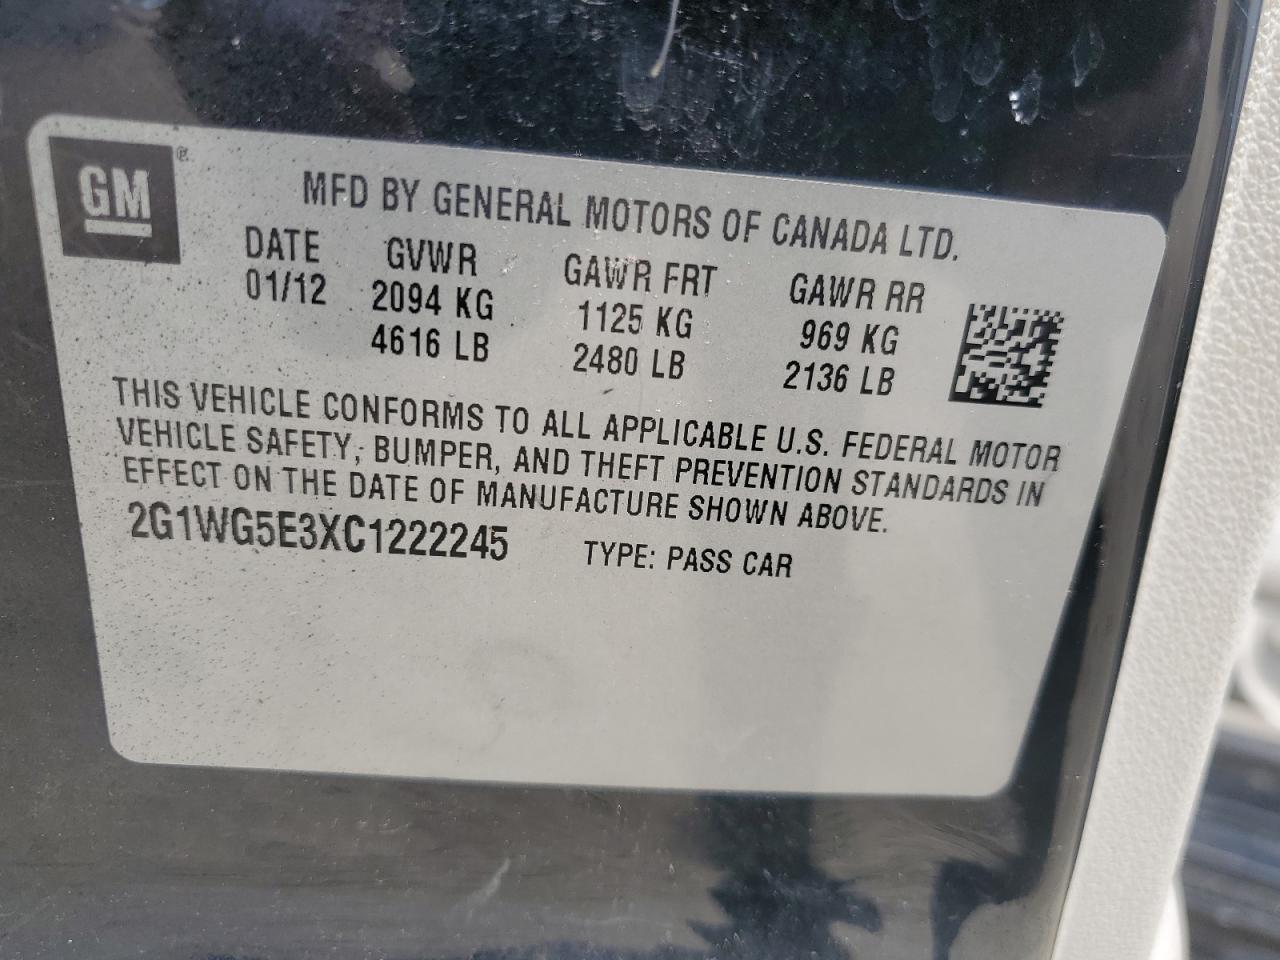 GM®
MFD BY GENERAL MOTORS OF CANADA LTD.
DATE GVWR GAWR FRT GAWR RR
01/12 2094 KG 1125 KG 969 KG
4616 LB 2480 LB 2136 LB
THIS VEHICLE CONFORMS TO ALL APPLICABLE U.S. FEDERAL MOTOR
VEHICLE SAFETY, BUMPER, AND THEFT PREVENTION STANDARDS IN
EFFECT ON THE DATE OF MANUFACTURE SHOWN ABOVE.
2G1WG5E3XC1222245 TYPE: PASS CAR